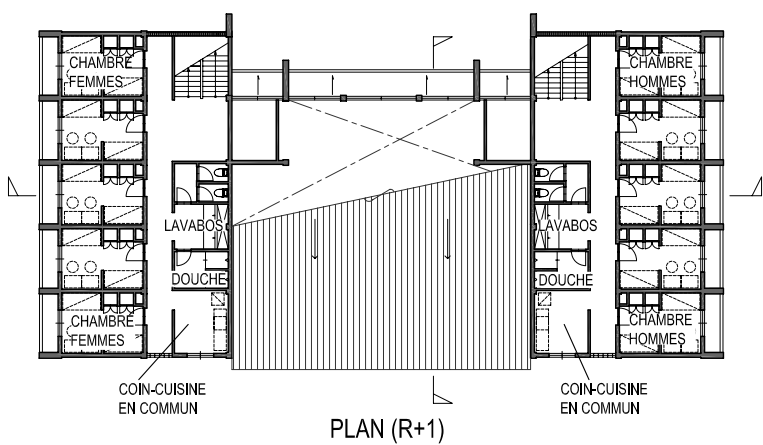 CHAMBRE
FEMMES
CHAMBRE
HOMMES
LAVABOS
LAVABOS
DOUCHE
DOUCHE
CHAMBRE
FEMMES
CHAMBRE
HOMMES
COIN-CUISINE
EN COMMUN
COIN-CUISINE
EN COMMUN
PLAN (R+1)